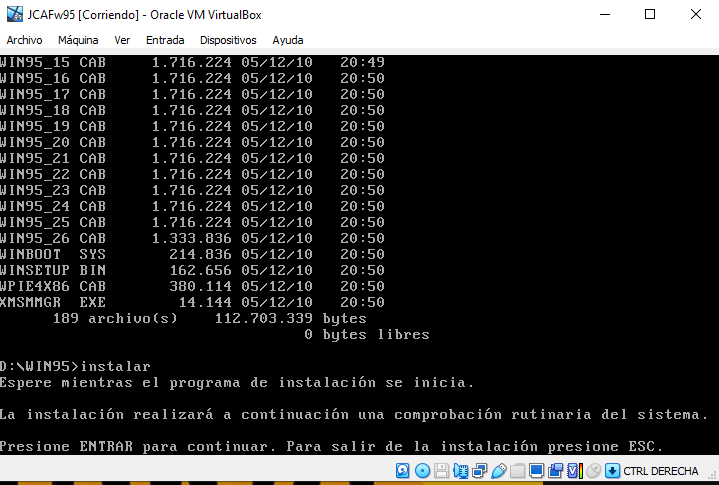 JCAFw95 [Corriendo] - Oracle VM VirtualBox
Archivo Máquina Ver Entrada Dispositivos Ayuda
WIN95_15 CAB 1.716.224 05/12/10 20:49
WIN95_16 CAB 1.716.224 05/12/10 20:50
WIN95_17 CAB 1.716.224 05/12/10 20:50
WIN95_18 CAB 1.716.224 05/12/10 20:50
WIN95_19 CAB 1.716.224 05/12/10 20:50
WIN95_20 CAB 1.716.224 05/12/10 20:50
WIN95_21 CAB 1.716.224 05/12/10 20:50
WIN95_22 CAB 1.716.224 05/12/10 20:50
WIN95_23 CAB 1.716.224 05/12/10 20:50
WIN95_24 CAB 1.716.224 05/12/10 20:50
WIN95_25 CAB 1.716.224 05/12/10 20:50
WIN95_26 CAB 1.333.836 05/12/10 20:50
WINBOOT SYS 214.836 05/12/10 20:50
WINSETUP BIN 162.656 05/12/10 20:50
WPIE4X86 CAB 380.114 05/12/10 20:50
XMSMMGR EXE 14.144 05/12/10 20:50
189 archivo(s) 112.703.339 bytes
0 bytes libres
D:\WIN95>instalar
Espere mientras el programa de instalación se inicia.
La instalación realizará a continuación una comprobación rutinaria del sistema.
Presione ENTRAR para continuar. Para salir de la instalación presione ESC.
CTRL DERECHA